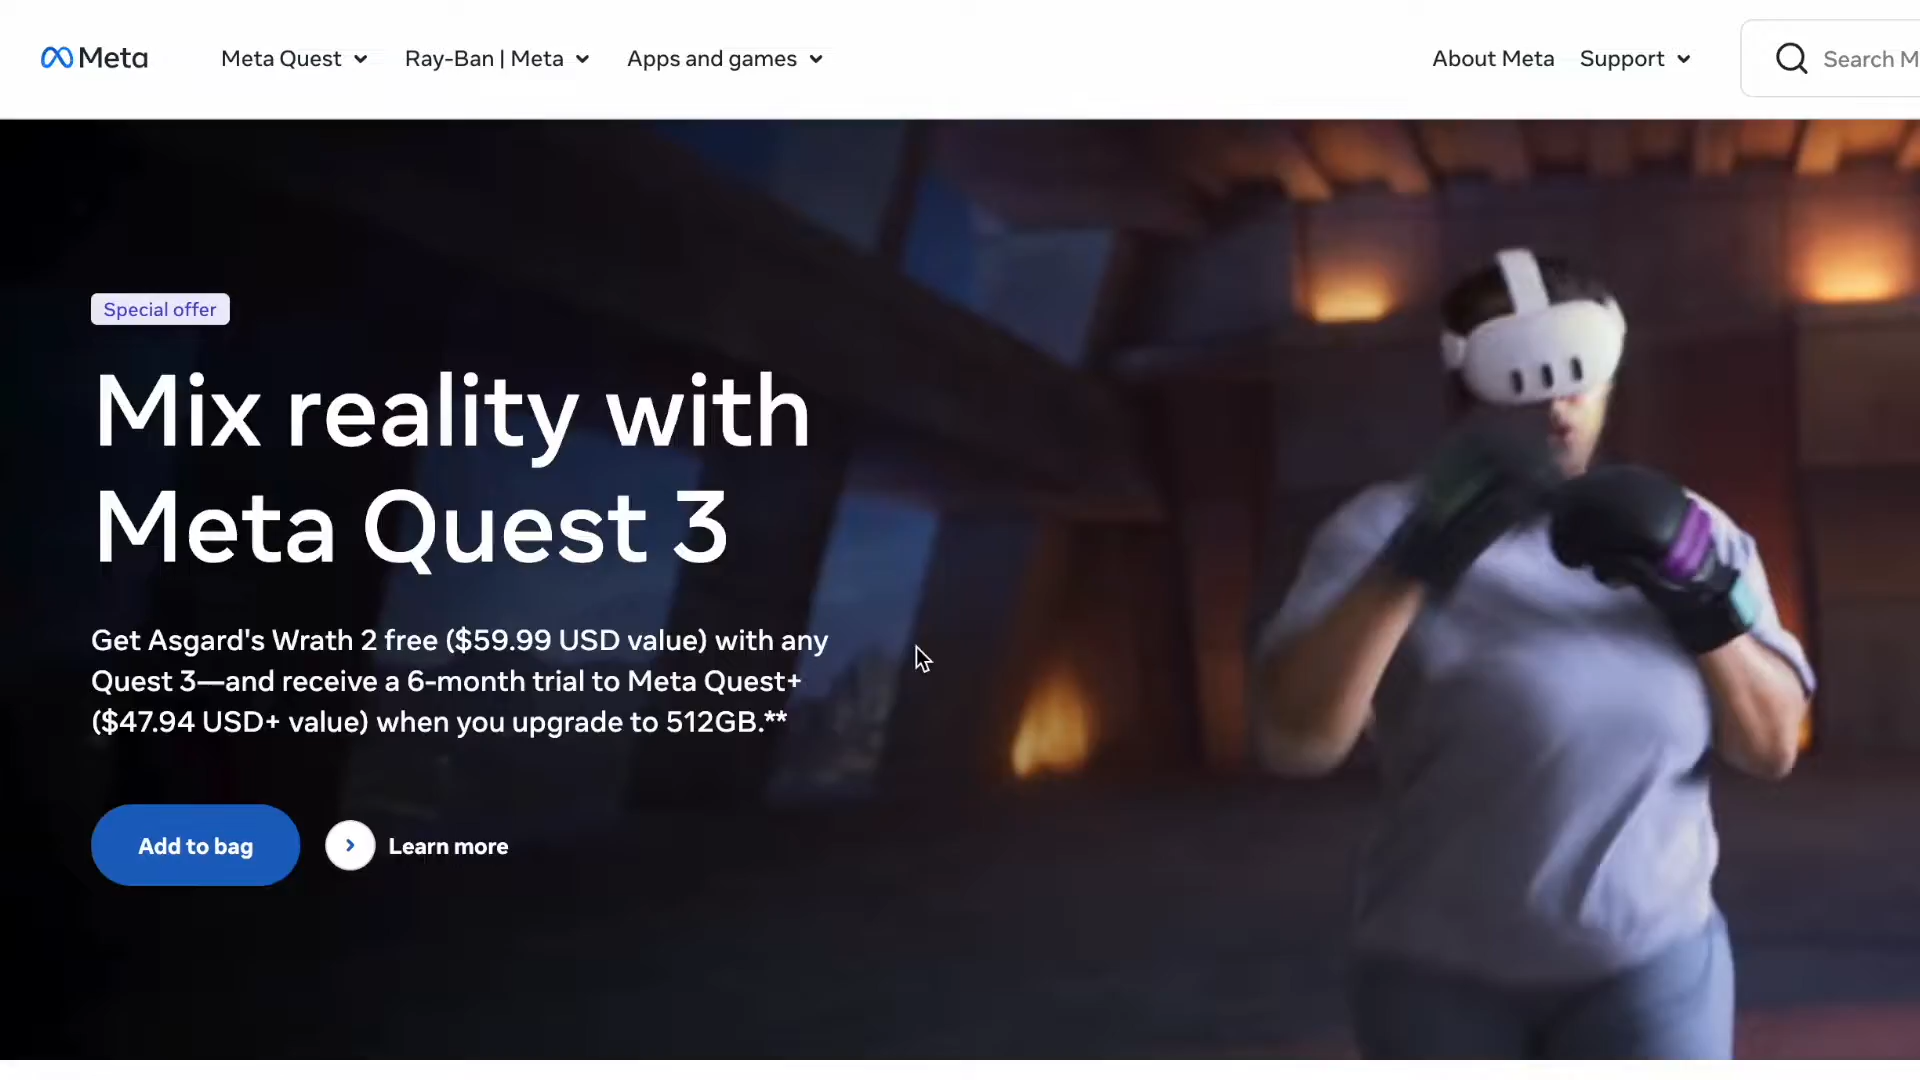 Meta
Meta Quest
Ray-Ban | Meta
Apps and games
About Meta
Support
Search M
Special offer
Mix reality with
Meta Quest 3
Get Asgard's Wrath 2 free ($59.99 USD value) with any
Quest 3—and receive a 6-month trial to Meta Quest+
($47.94 USD+ value) when you upgrade to 512GB.**
Add to bag
Learn more